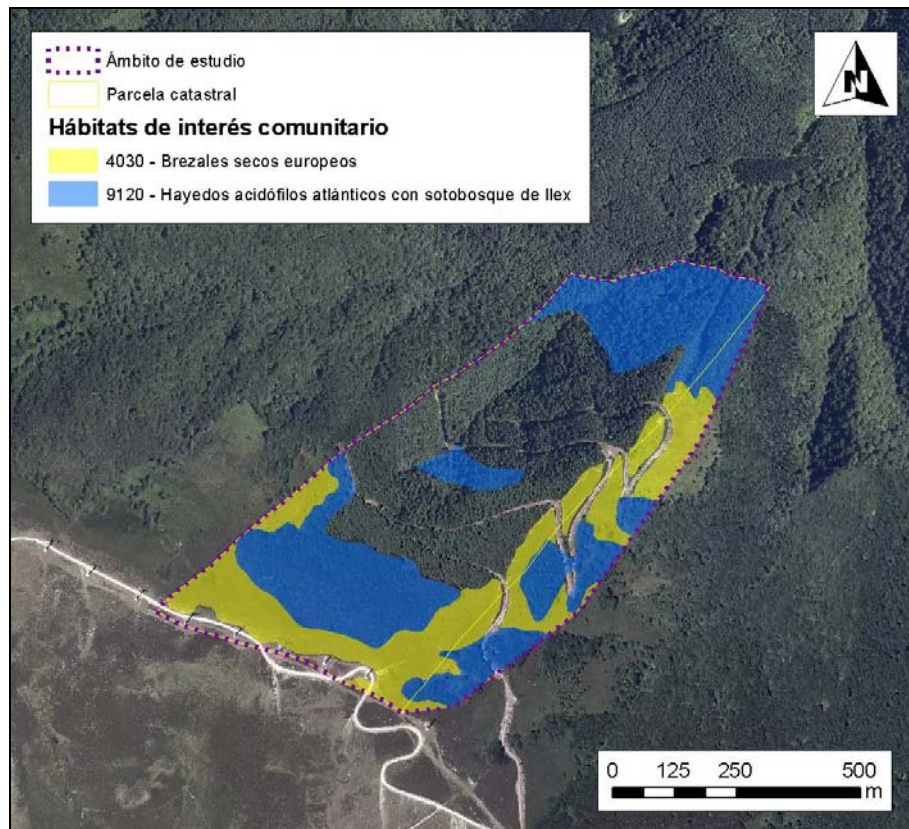 Ámbito de estudio
Parcela catastral
Hábitats de interés comunitario
4030 - Brezales secos europeos
9120 - Hayedos acidófilos atlánticos con sotobosque de Ilex
N
0 125 250 500
m